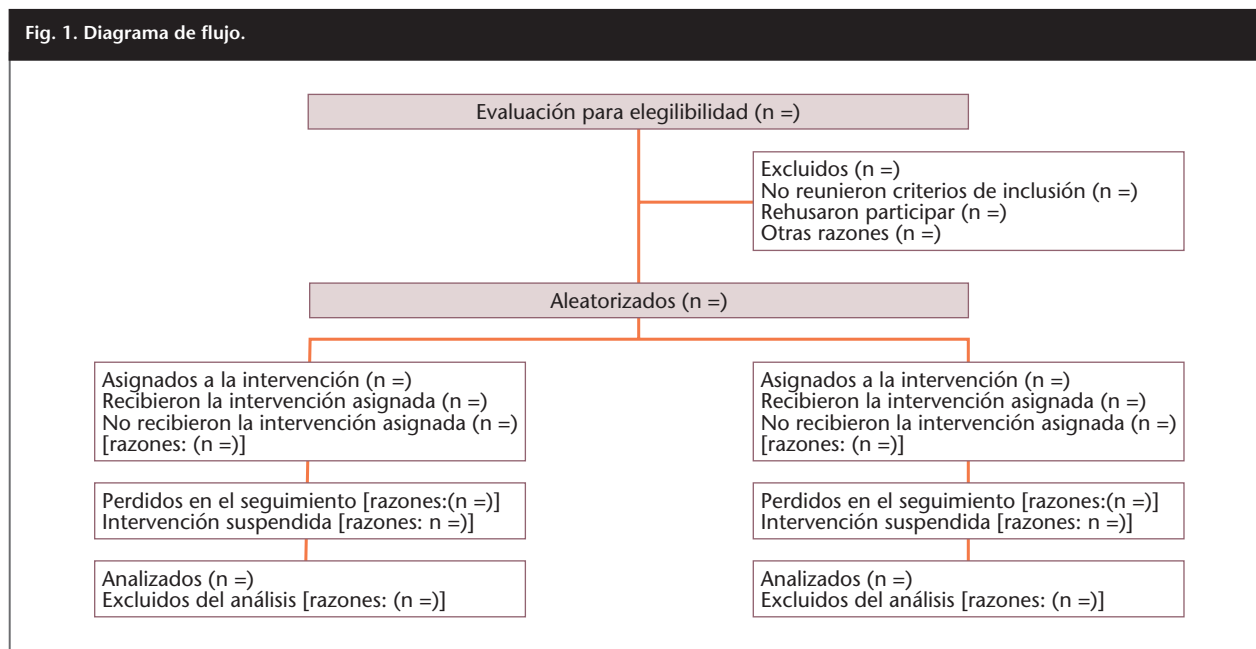 Fig. 1. Diagrama de flujo.
Evaluación para elegilibilidad (n =)
Excluidos (n =)
No reunieron criterios de inclusión (n =)
Rehusaron participar (n =)
Otras razones (n =)
Aleatorizados (n =)
Asignados a la intervención (n =)
Recibieron la intervención asignada (n =)
No recibieron la intervención asignada (n =)
[razones: (n =)]
Asignados a la intervención (n =)
Recibieron la intervención asignada (n =)
No recibieron la intervención asignada (n =)
[razones: (n =)]
Perdidos en el seguimiento [razones:(n =)]
Intervención suspendida [razones: n =)]
Perdidos en el seguimiento [razones:(n =)]
Intervención suspendida [razones: n =)]
Analizados (n =)
Excluidos del análisis [razones: (n =)]
Analizados (n =)
Excluidos del análisis [razones: (n =)]